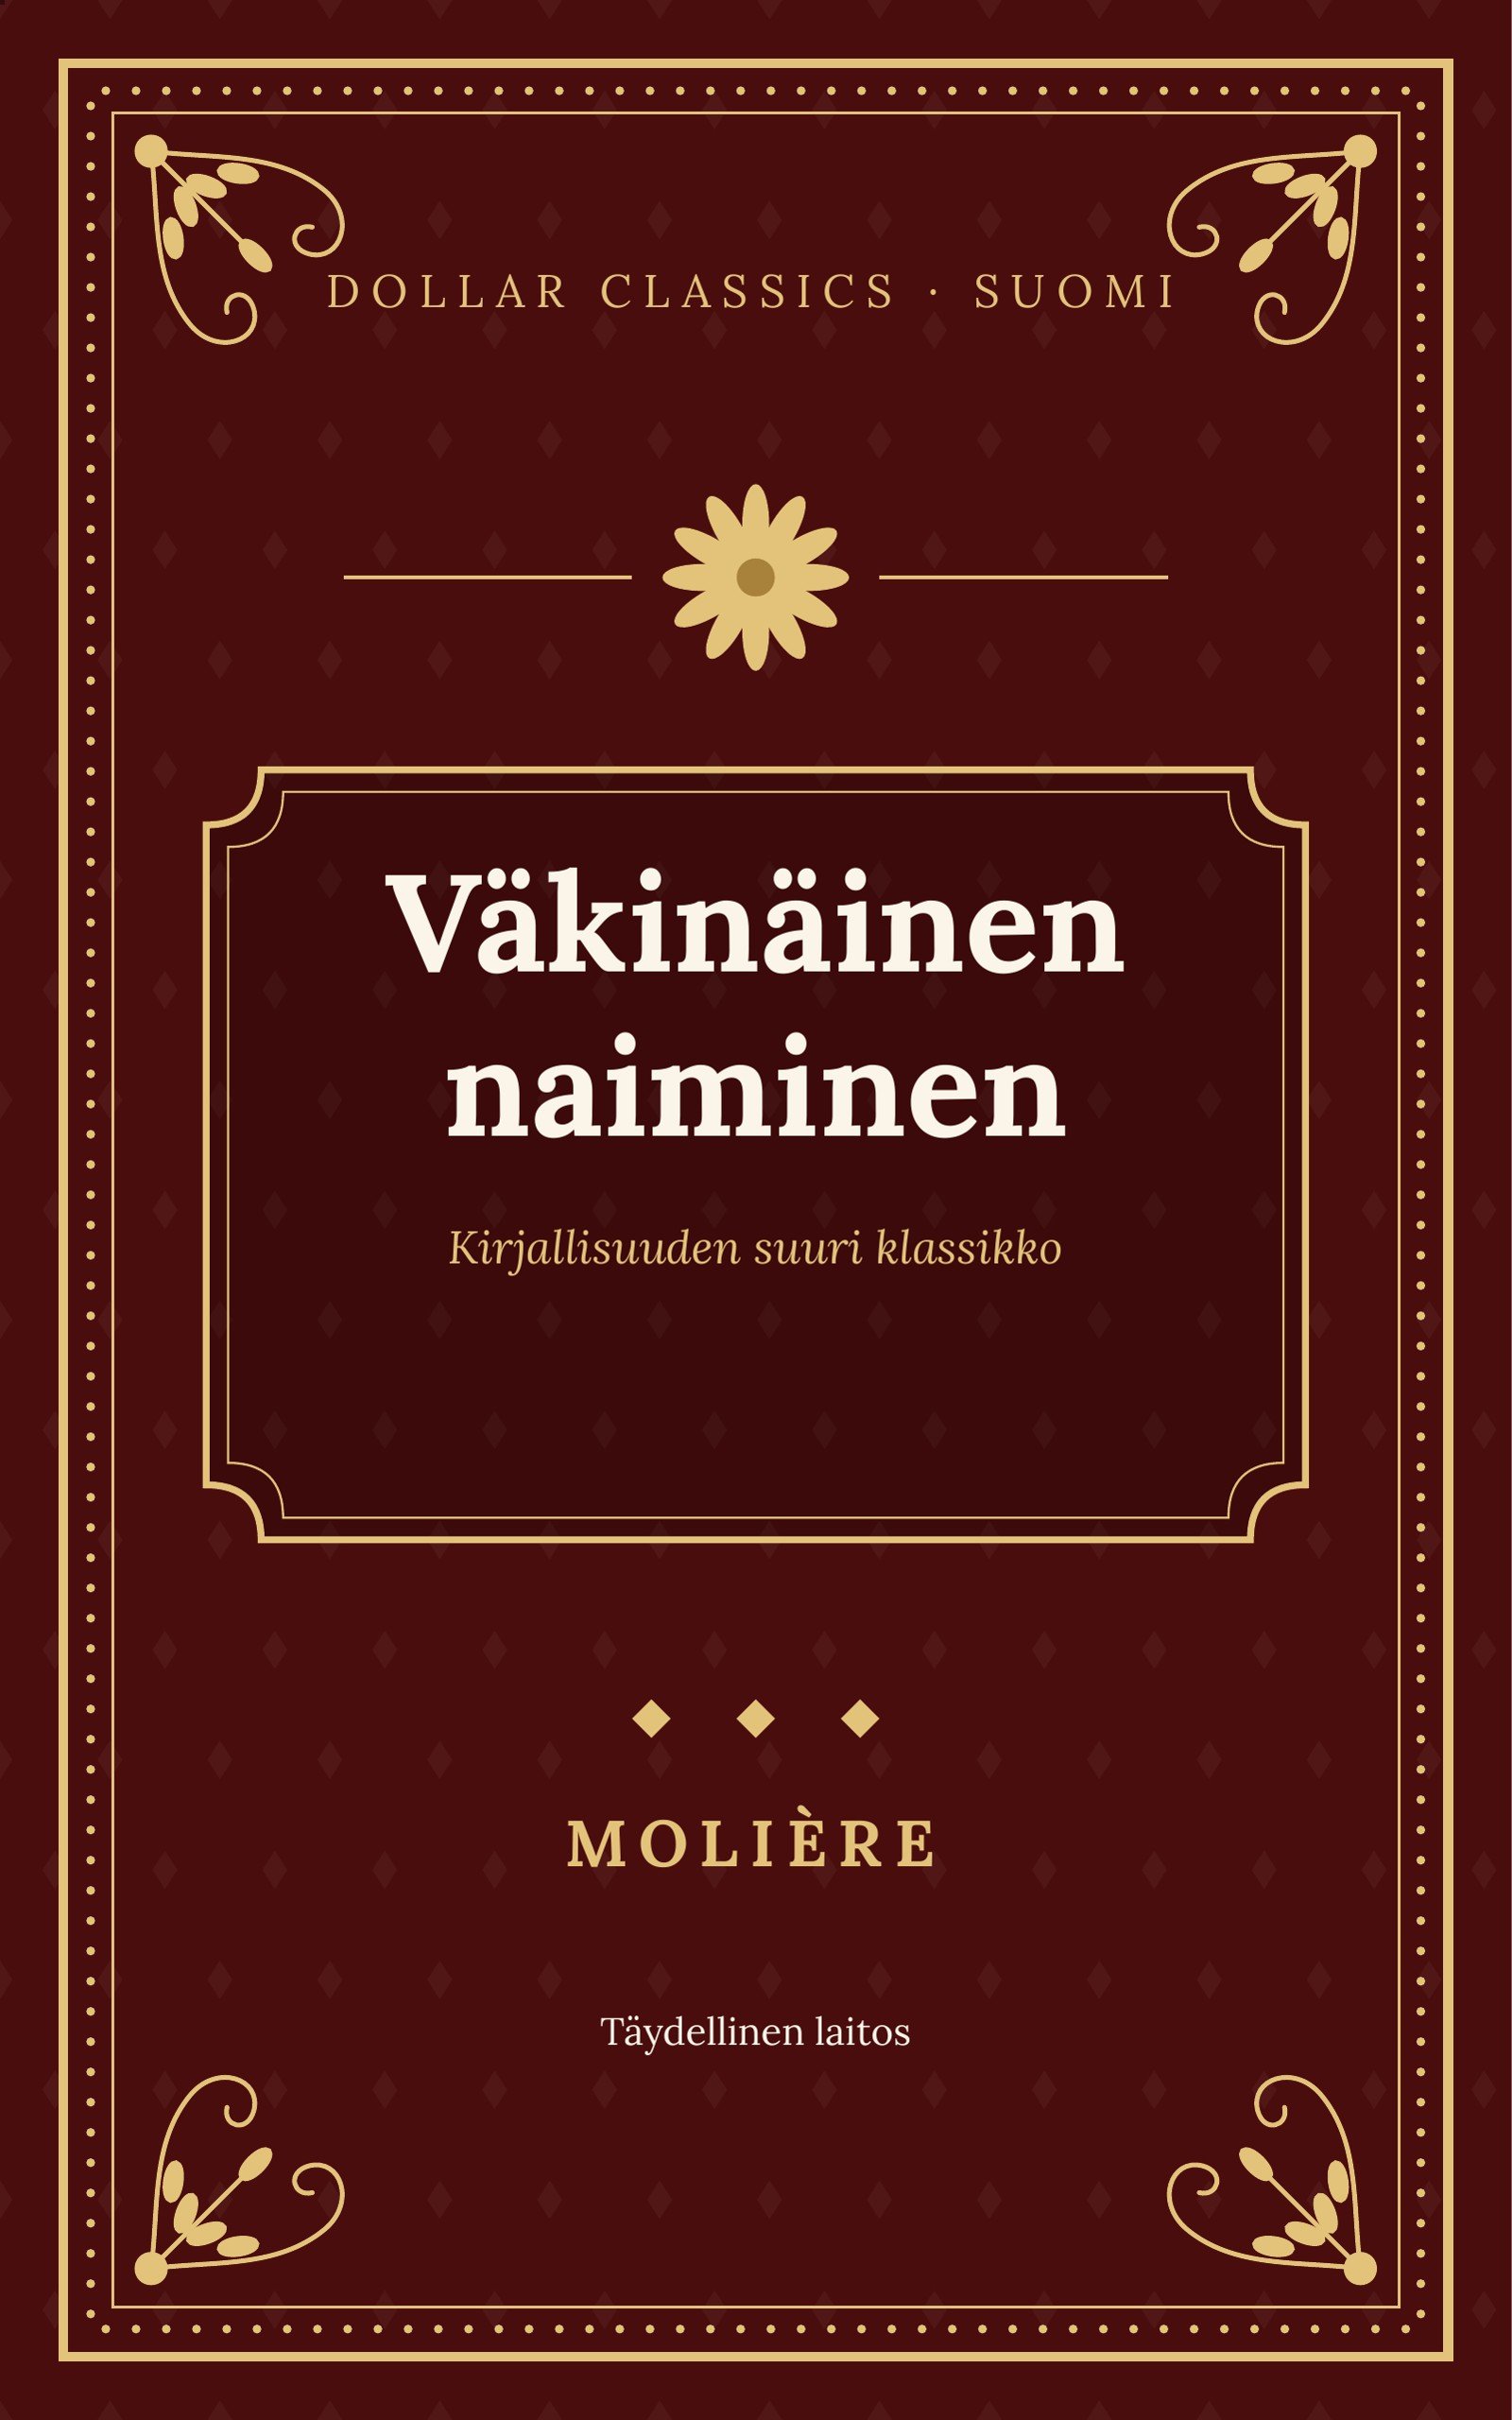 DOLLAR CLASSICS · SUOMI
Väkinäinen
naiminen
Kirjallisuuden suuri klassikko
MOLIÈRE
Täydellinen laitos